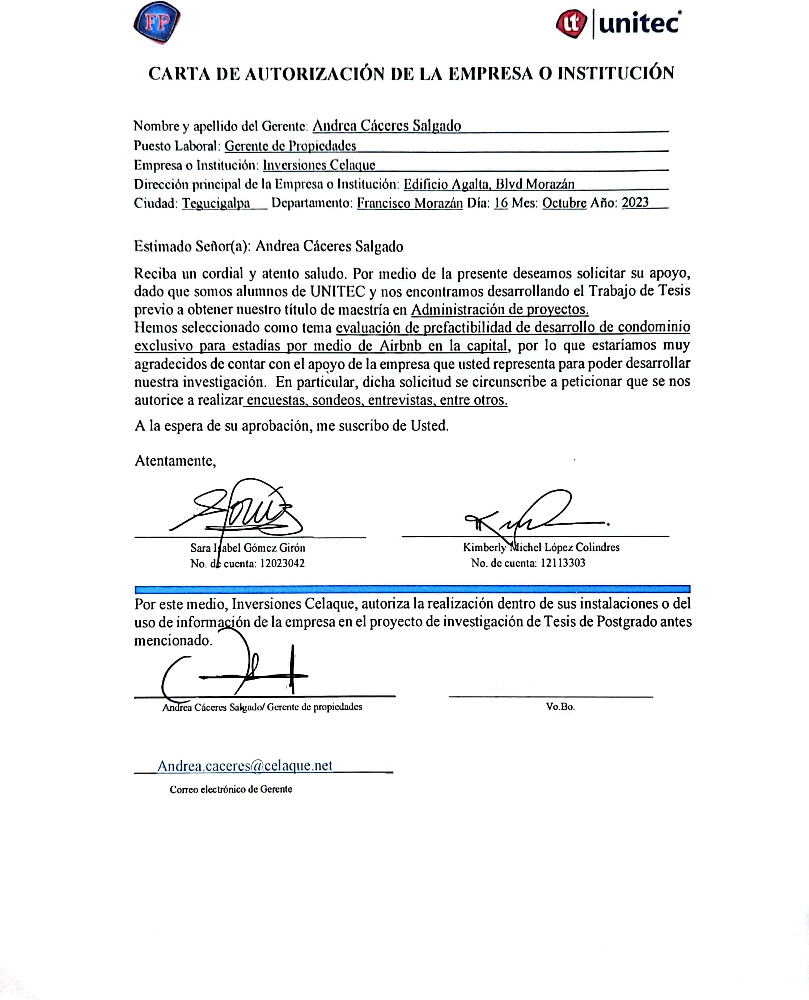 FP
ut unitec
CARTA DE AUTORIZACIÓN DE LA EMPRESA O INSTITUCIÓN
Nombre y apellido del Gerente: Andrea Cáceres Salgado
Puesto Laboral: Gerente de Propiedades
Empresa o Institución: Inversiones Celaque
Dirección principal de la Empresa o Institución: Edificio Agalta, Blvd Morazán
Ciudad: Tegucigalpa Departamento: Francisco Morazán Día: 16 Mes: Octubre Año: 2023
Estimado Señor(a): Andrea Cáceres Salgado
Reciba un cordial y atento saludo. Por medio de la presente deseamos solicitar su apoyo,
dado que somos alumnos de UNITEC y nos encontramos desarrollando el Trabajo de Tesis
previo a obtener nuestro título de maestría en Administración de proyectos.
Hemos seleccionado como tema evaluación de prefactibilidad de desarrollo de condominio
exclusivo para estadías por medio de Airbnb en la capital, por lo que estaríamos muy
agradecidos de contar con el apoyo de la empresa que usted representa para poder desarrollar
nuestra investigación. En particular, dicha solicitud se circunscribe a peticionar que se nos
autorice a realizar encuestas, sondeos, entrevistas, entre otros.
A la espera de su aprobación, me suscribo de Usted.
Atentamente,
Sara Isabel Gómez Girón
No. de cuenta: 12023042
Kimberly Michel López Colindres
No. de cuenta: 12113303
Por este medio, Inversiones Celaque, autoriza la realización dentro de sus instalaciones o del
uso de información de la empresa en el proyecto de investigación de Tesis de Postgrado antes
mencionado.
Andrea Cáceres Salgado/ Gerente de propiedades
Vo.Bo.
Andrea.caceres@celaque.net
Correo electrónico de Gerente